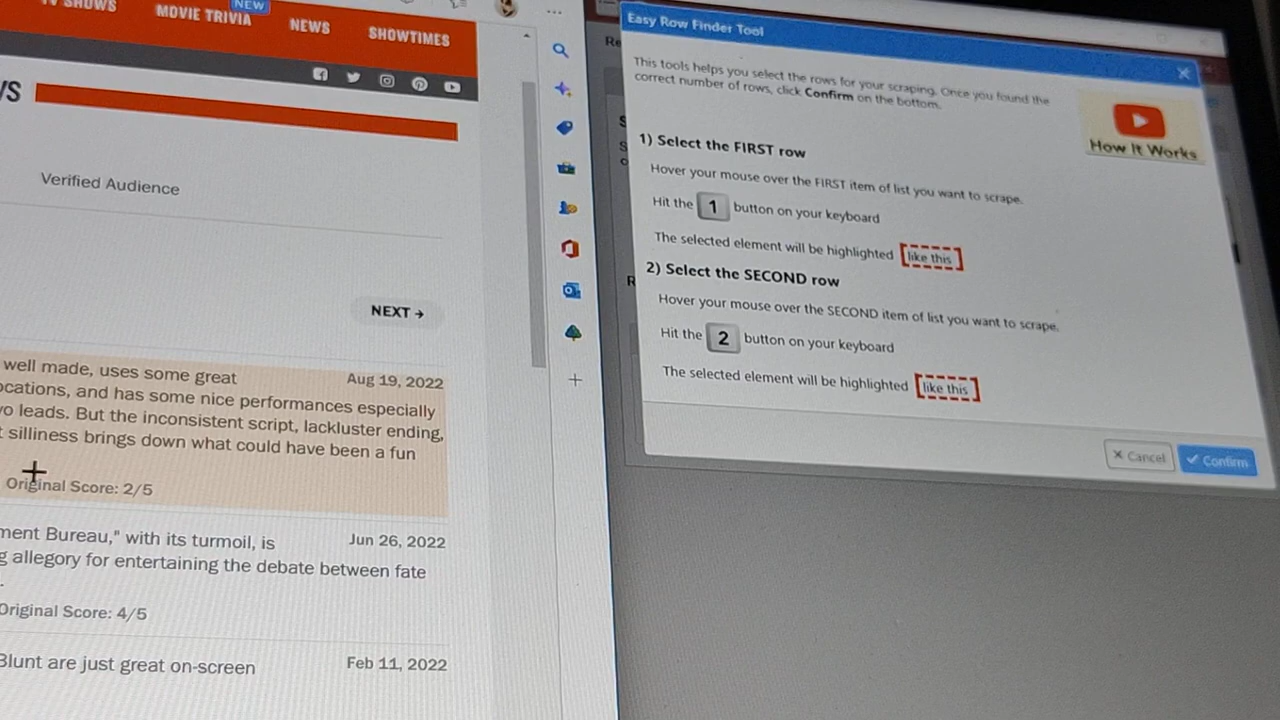 TV SHOWS
MOVIE TRIVIA
NEW
NEWS
SHOWTIMES
Verified Audience
NEXT →
well made, uses some great
Aug 19, 2022
ocations, and has some nice performances especially
vo leads. But the inconsistent script, lackluster ending,
t silliness brings down what could have been a fun
Original Score: 2/5
ment Bureau," with its turmoil, is
Jun 26, 2022
g allegory for entertaining the debate between fate
Original Score: 4/5
Blunt are just great on-screen
Feb 11, 2022
Easy Row Finder Tool
This tools helps you select the rows for your scraping. Once you found the
correct number of rows, click Confirm on the bottom.
How It Works
1) Select the FIRST row
Hover your mouse over the FIRST item of list you want to scrape.
Hit the 1 button on your keyboard
The selected element will be highlighted like this
2) Select the SECOND row
Hover your mouse over the SECOND item of list you want to scrape.
Hit the 2 button on your keyboard
The selected element will be highlighted like this
Cancel
Confirm